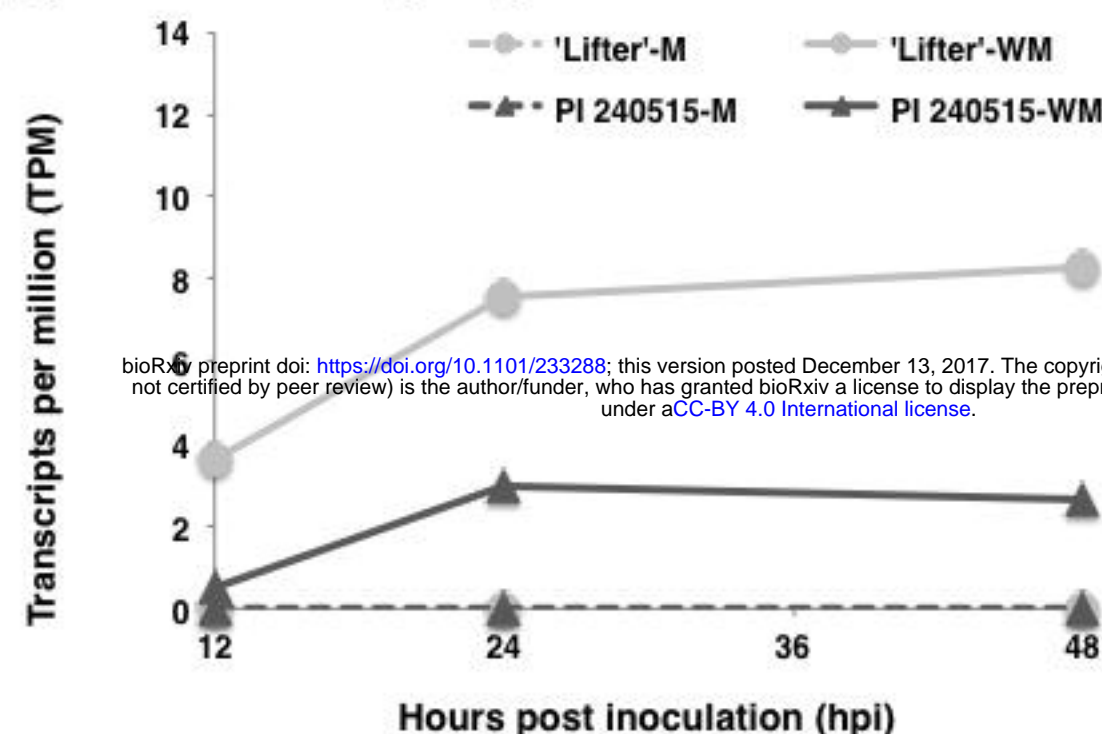 14
'Lifter'-M 'Lifter'-WM
12
PI 240515-M PI 240515-WM
10
8
6
bioRxiv preprint doi: https://doi.org/10.1101/233288; this version posted December 13, 2017. The
not certified by peer review) is the author/funder, who has granted bioRxiv a license to display the
under aCC-BY 4.0 International license.
4
2
0
12 24 36 48
Hours post inoculation (hpi)
Transcripts per million (TPM)